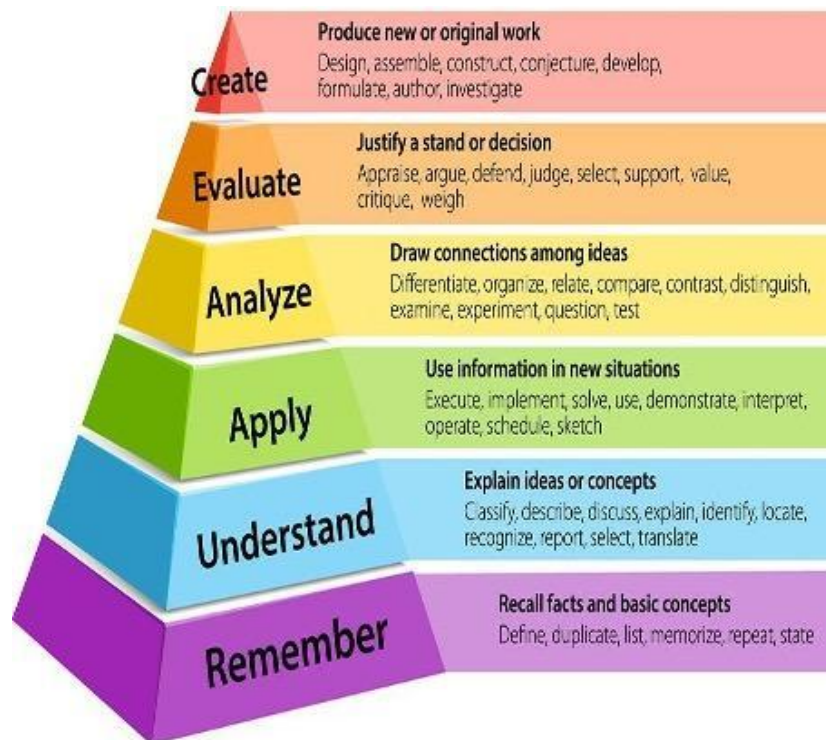 Create
Produce new or original work
Design, assemble, construct, conjecture, develop,
formulate, author, investigate
Evaluate
Justify a stand or decision
Appraise, argue, defend, judge, select, support, value,
critique, weigh
Analyze
Draw connections among ideas
Differentiate, organize, relate, compare, contrast, distinguish,
examine, experiment, question, test
Apply
Use information in new situations
Execute, implement, solve, use, demonstrate, interpret,
operate, schedule, sketch
Understand
Explain ideas or concepts
Classify, describe, discuss, explain, identify, locate,
recognize, report, select, translate
Remember
Recall facts and basic concepts
Define, duplicate, list, memorize, repeat, state